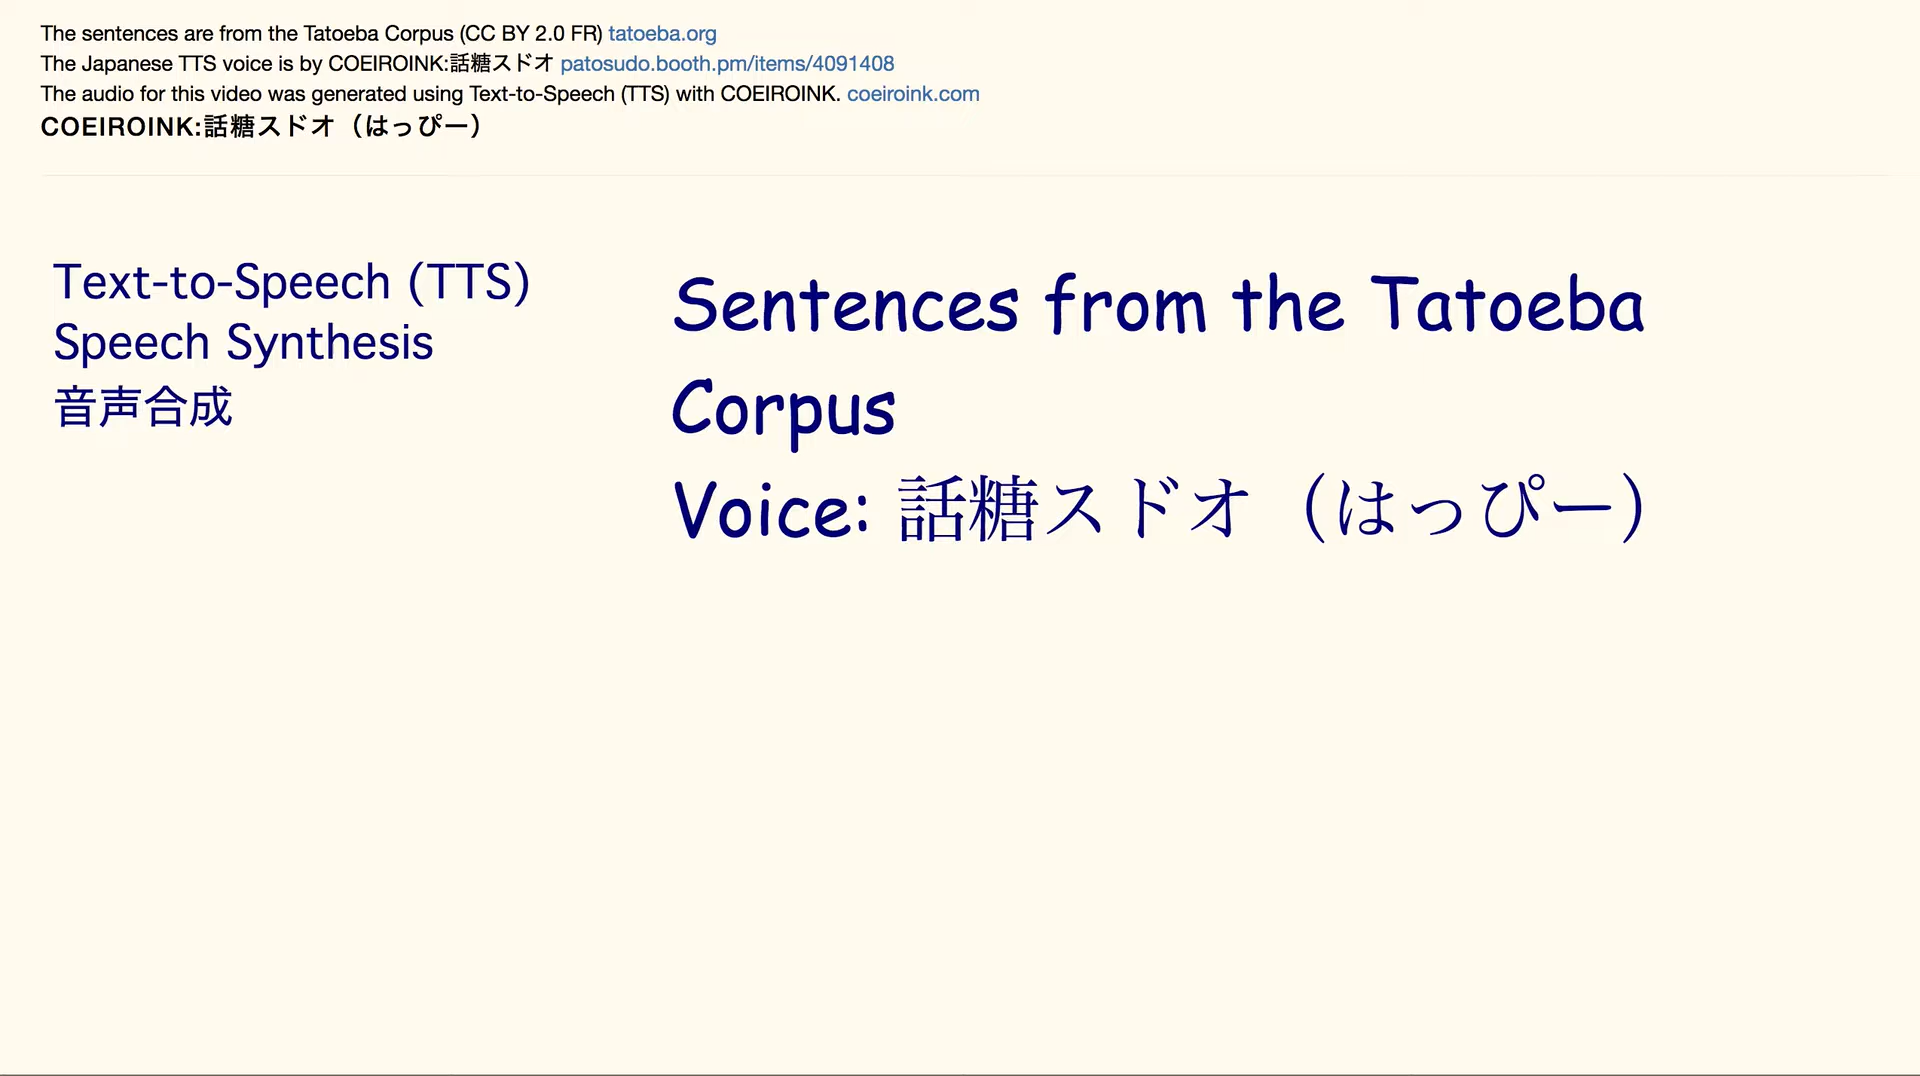 The sentences are from the Tatoeba Corpus (CC BY 2.0 FR) tatoeba.org
The Japanese TTS voice is by COEIROINK:話糖スドオ patosudo.booth.pm/items/4091408
The audio for this video was generated using Text-to-Speech (TTS) with COEIROINK. coeiroink.com
COEIROINK:話糖スドオ（はっぴー）
Text-to-Speech (TTS)
Speech Synthesis
音声合成
Sentences from the Tatoeba
Corpus
Voice: 話糖スドオ（はっぴー）